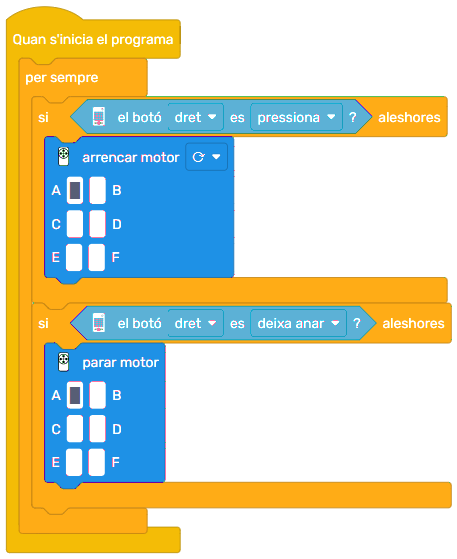 Quan s'inicia el programa
per sempre
si el botó dret es pressiona ? aleshores
arrencar motor
A B
C D
E F
si el botó dret es deixa anar ? aleshores
parar motor
A B
C D
E F